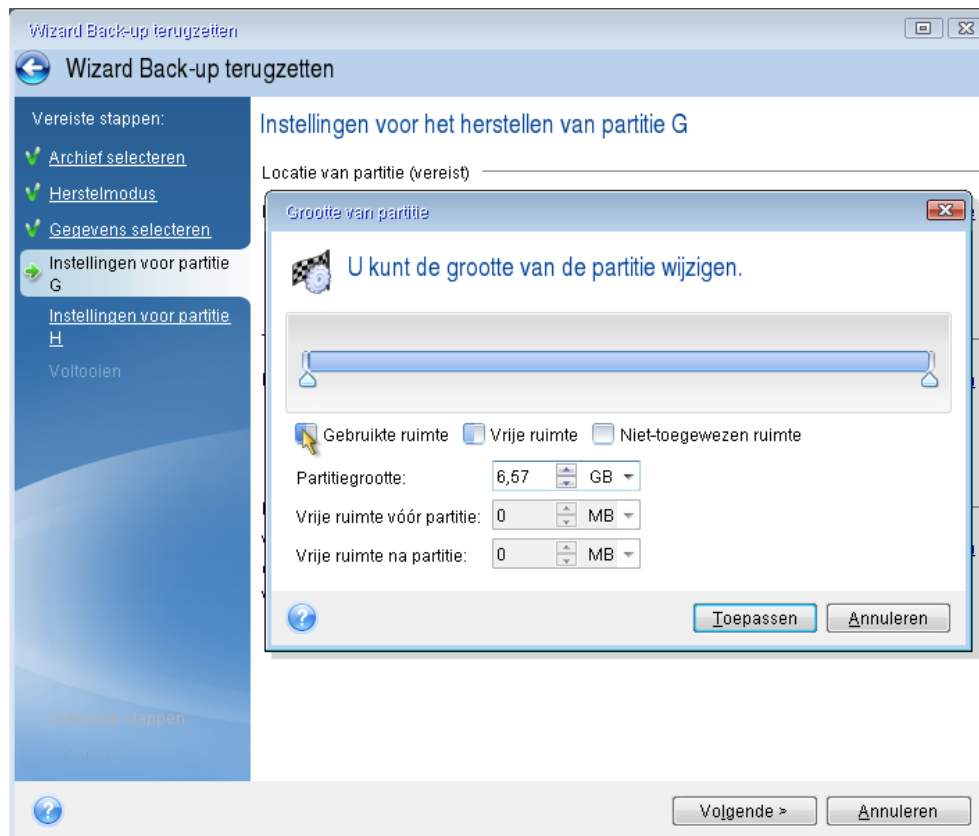 Wizard Back-up terugzetten
Wizard Back-up terugzetten
Vereiste stappen:
Archief selecteren
Herstelmodus
Gegevens selecteren
Instellingen voor partitie
G
Instellingen voor partitie
H
Voltooien
stappen:
Instellingen voor het herstellen van partitie G
Locatie van partitie (vereist)
Grootte van partitie
U kunt de grootte van de partitie wijzigen.
Gebruikte ruimte Vrije ruimte Niet-toegewezen ruimte
Partitiegrootte: 6,57 GB
Vrije ruimte vóór partitie: 0 MB
Vrije ruimte na partitie: 0 MB
Toepassen Annuleren
Volgende > Annuleren